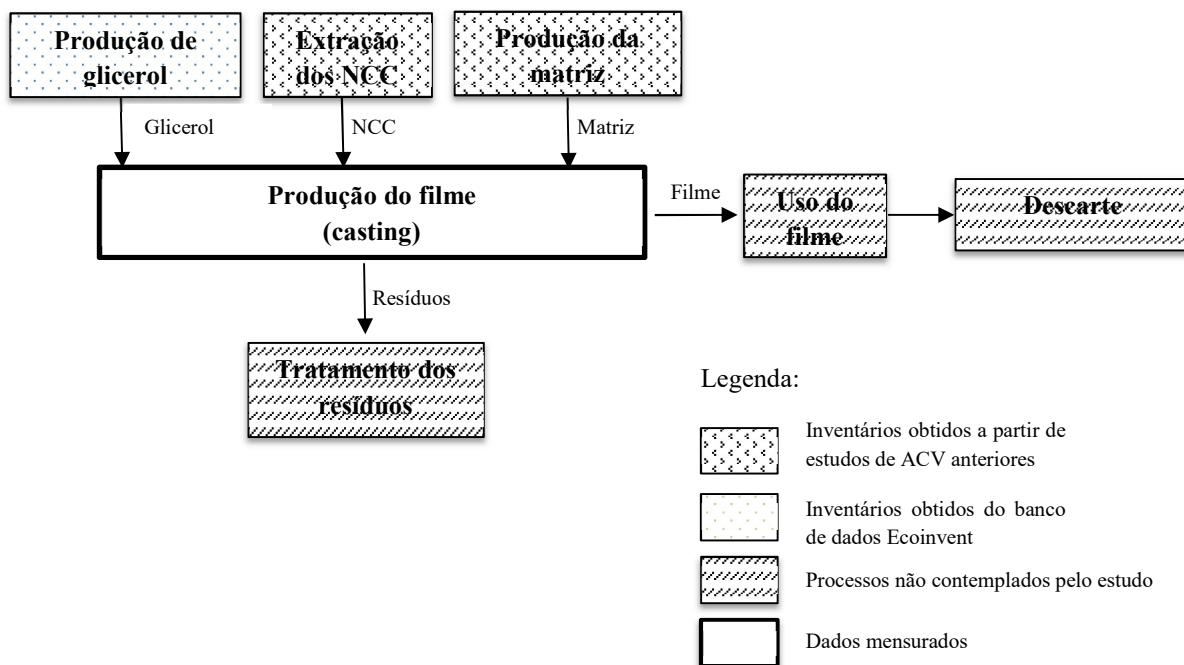 Produção de
glicerol
Extração
dos NCC
Produção da
matriz
Glicerol
NCC
Matriz
Produção do filme
(casting)
Filme
Uso do
filme
Descarte
Resíduos
Tratamento dos
resíduos
Legenda:
Inventários obtidos a partir de
estudos de ACV anteriores
Inventários obtidos do banco
de dados Ecoinvent
Processos não contemplados pelo estudo
Dados mensurados